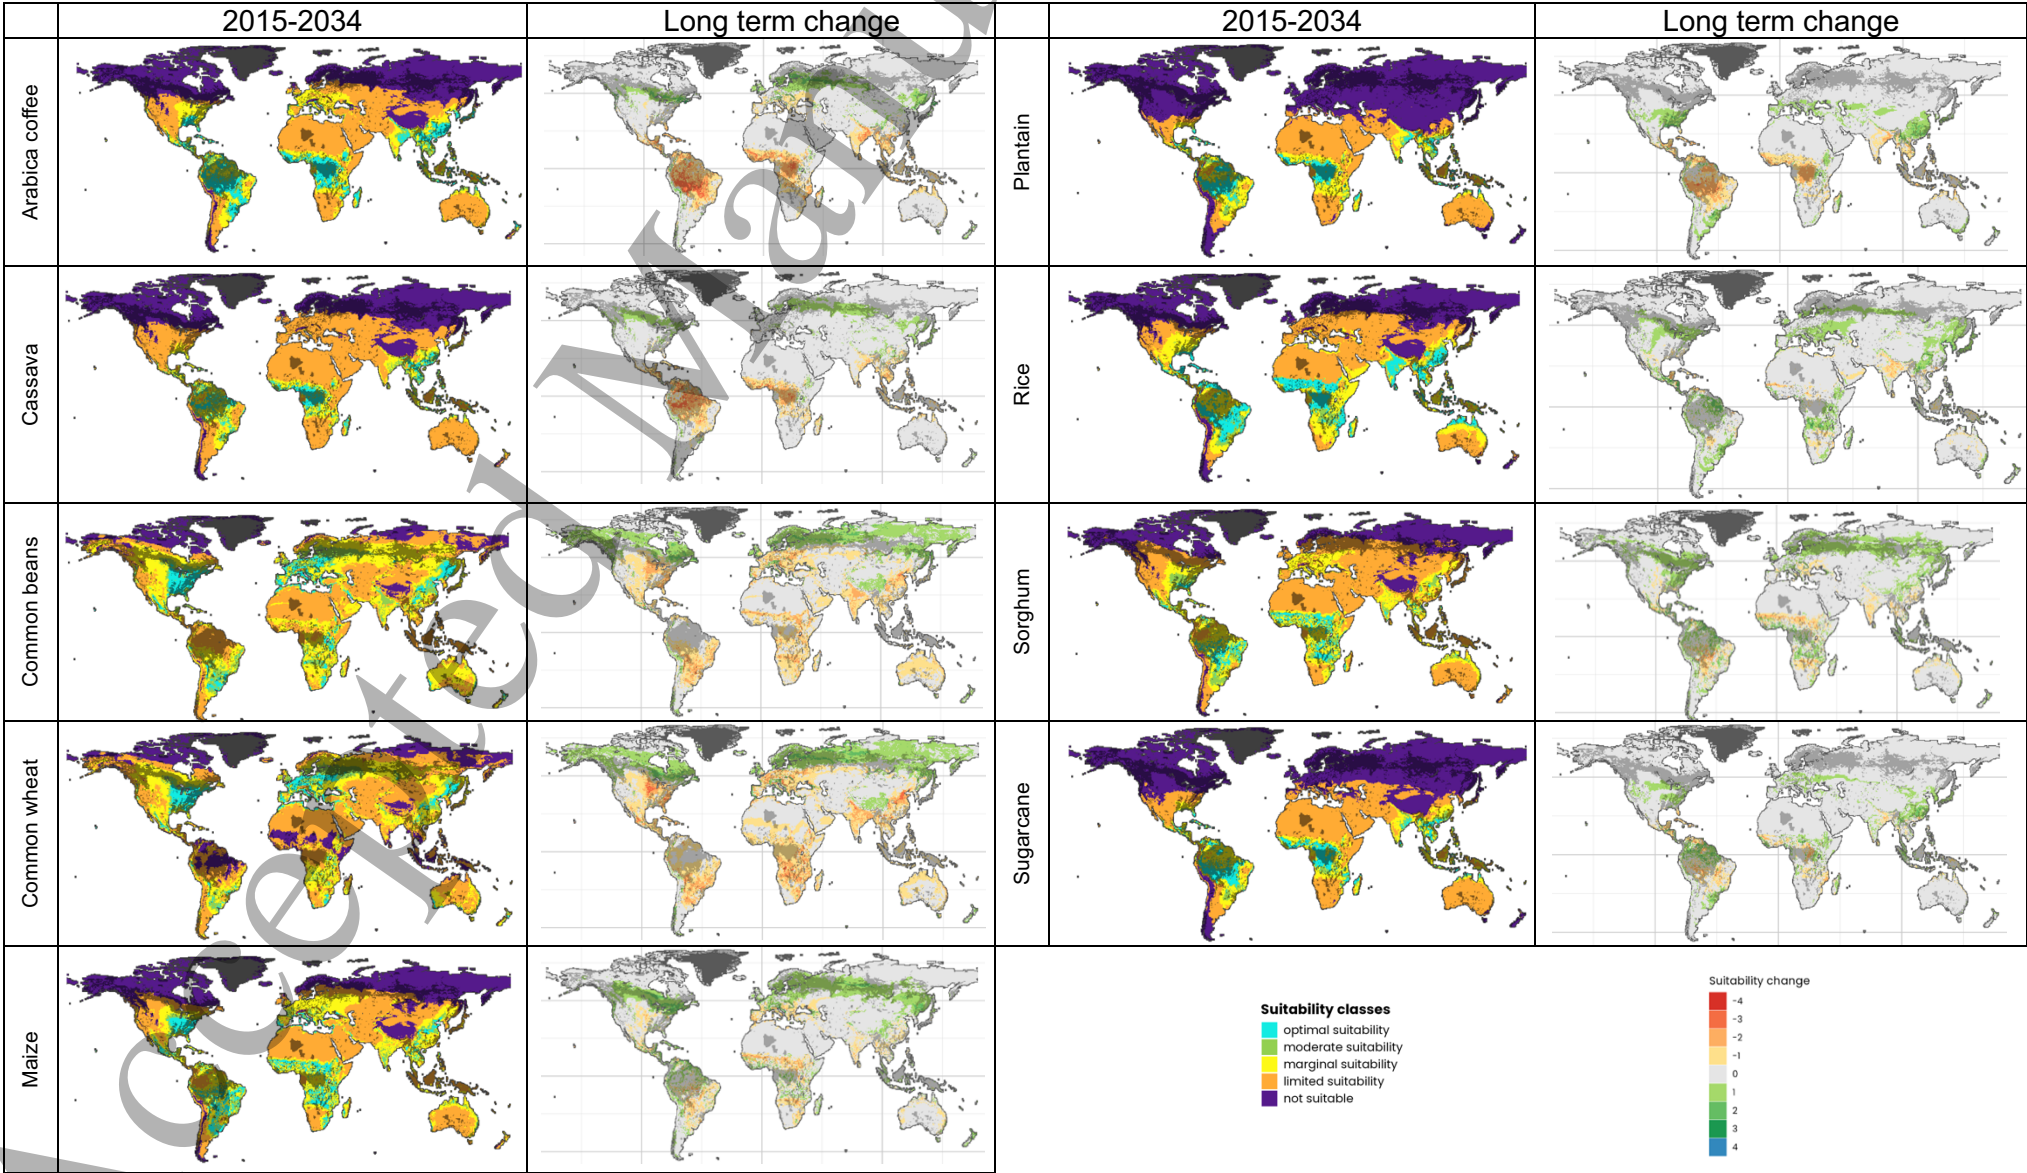 2015-2034
Long term change
2015-2034
Long term change
Arabica coffee
Plantain
Cassava
Rice
Common beans
Sorghum
Common wheat
Sugarcane
Maize
Suitability classes
optimal suitability
moderate suitability
marginal suitability
limited suitability
not suitable
Suitability change
-4
-3
-2
-1
0
1
2
3
4
cepted Manu